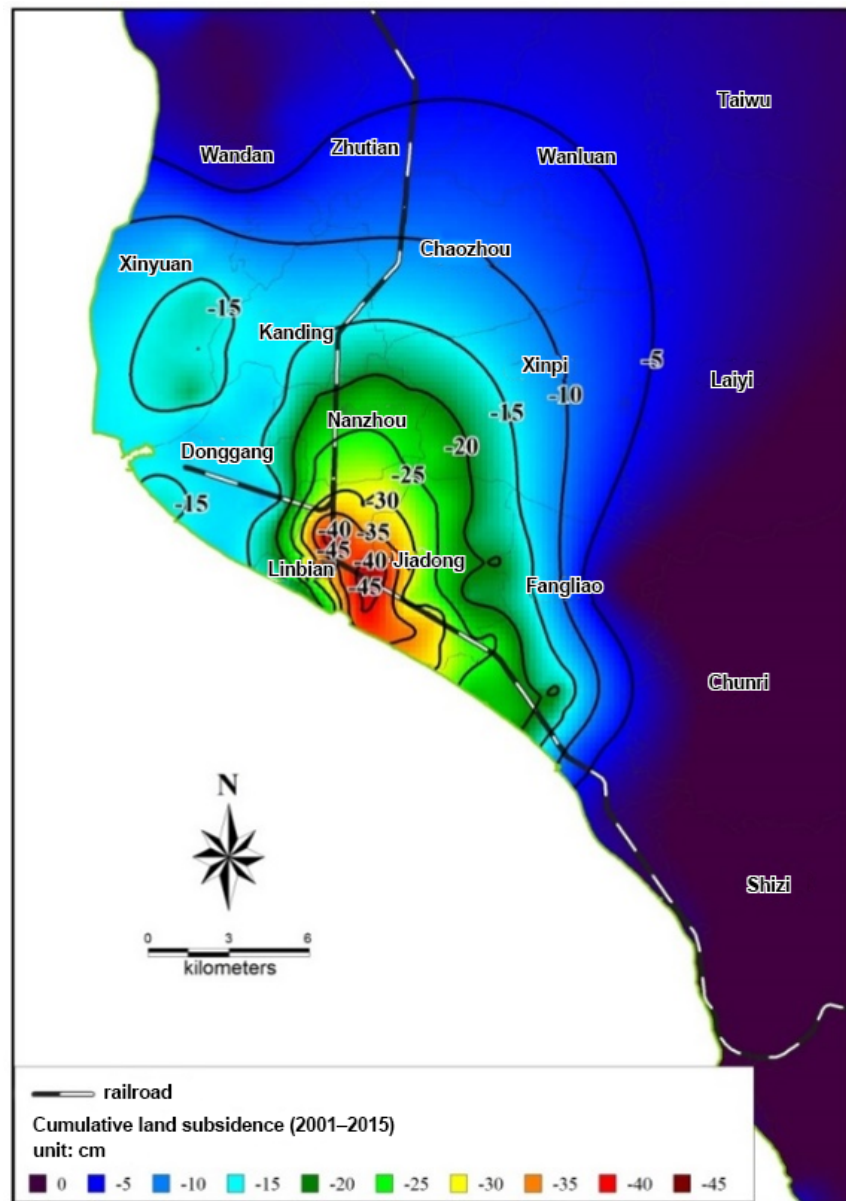 Taiwu
Zhutian
Wandan
Wanluan
Chaozhou
Xinyuan
-15
Kanding
-5
Xinpi
Laiyi
-10
-15
Nanzhou
-20
Donggang
-25
-15
-30
-40
-35
-45
-40
Jiadong
Linbian
-45
Fangliao
Chunri
N
Shizi
0 3 6
kilometers
railroad
Cumulative land subsidence (2001–2015)
unit: cm
0 -5 -10 -15 -20 -25 -30 -35 -40 -45